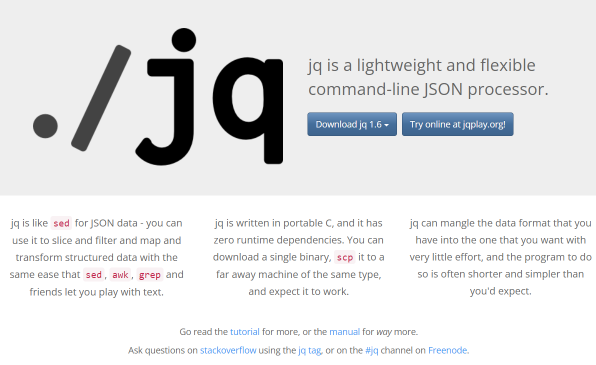 ./jq
jq is a lightweight and flexible
command-line JSON processor.
Download jq 1.6
Try online at jqplay.org!
jq is like sed for JSON data - you can
use it to slice and filter and map and
transform structured data with the
same ease that sed, awk, grep and
friends let you play with text.
jq is written in portable C, and it has
zero runtime dependencies. You can
download a single binary, scp it to a
far away machine of the same type,
and expect it to work.
jq can mangle the data format that you
have into the one that you want with
very little effort, and the program to do
so is often shorter and simpler than
you'd expect.
Go read the tutorial for more, or the manual for way more.
Ask questions on stackoverflow using the jq tag, or on the #jq channel on Freenode.